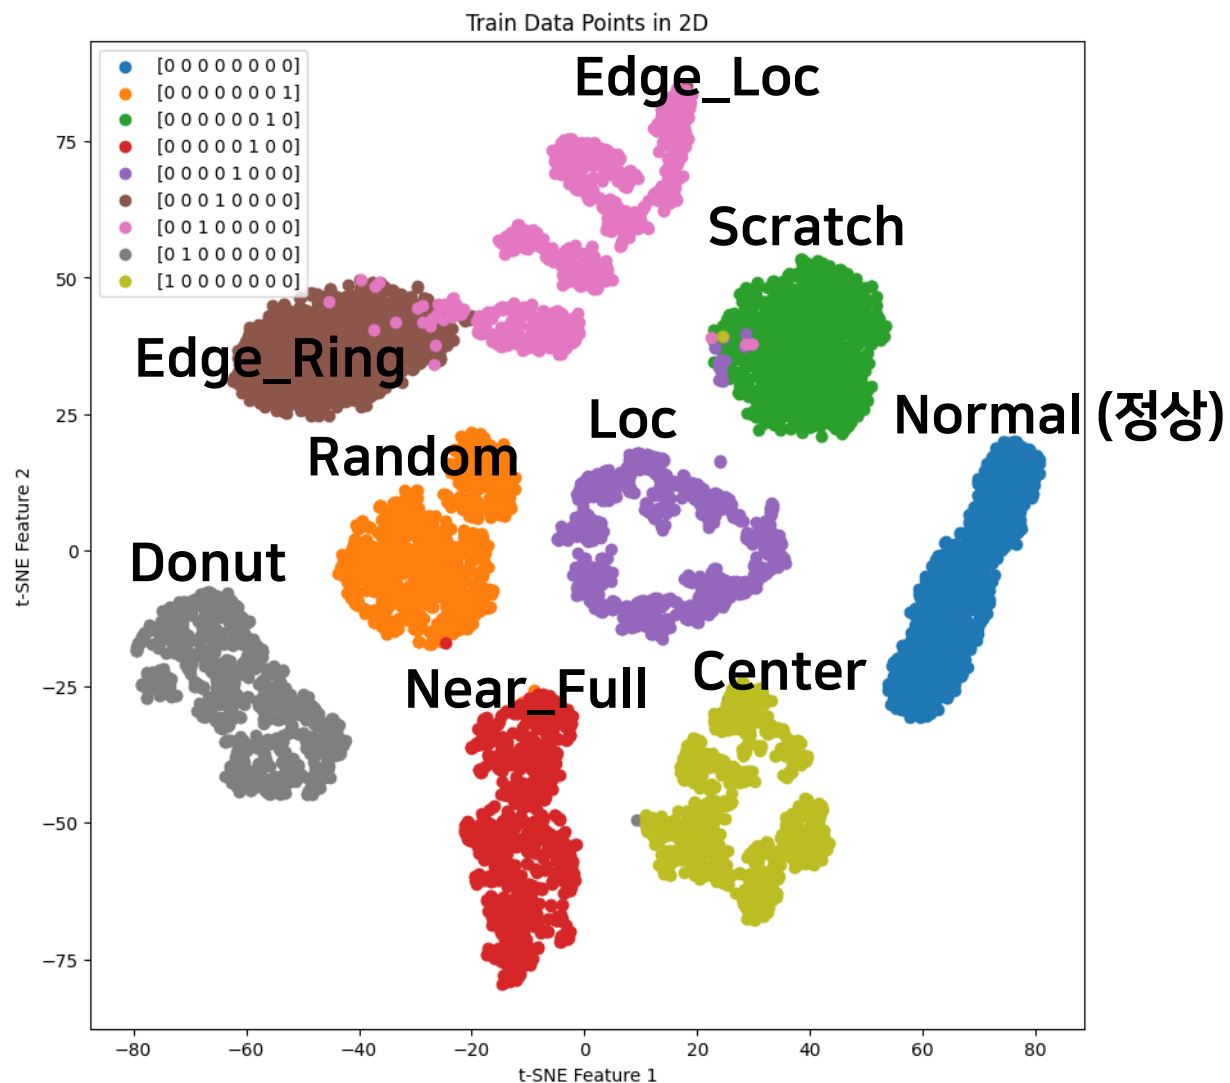 Train Data Points in 2D
[0 0 0 0 0 0 0 0]
[0 0 0 0 0 0 0 1]
[0 0 0 0 0 0 1 0]
[0 0 0 0 0 1 0 0]
[0 0 0 0 1 0 0 0]
[0 0 0 1 0 0 0 0]
[0 0 1 0 0 0 0 0]
[0 1 0 0 0 0 0 0]
[1 0 0 0 0 0 0 0]
Edge_Loc
Scratch
Edge_Ring
Loc
Normal (정상)
Random
Donut
Near_Full
Center
t-SNE Feature 2
75
50
25
0
−25
−50
−75
−80 −60 −40 −20 0 20 40 60 80
t-SNE Feature 1